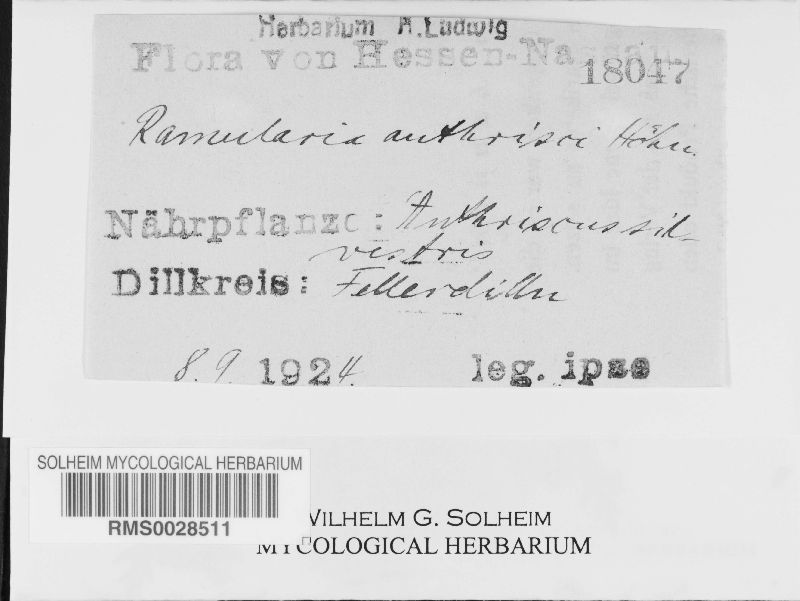 Herbarium A. Ludwig
Flora von Hessen-Nassau
18047
Ramularia anthrisci Höhn.
Nährpflanze: Anthriscus sil-
vestris
Dillkreis: Fellerdilln
8. 9. 1924. leg. ipse
SOLHEIM MYCOLOGICAL HERBARIUM
RMS0028511
WILHELM G. SOLHEIM
MYCOLOGICAL HERBARIUM